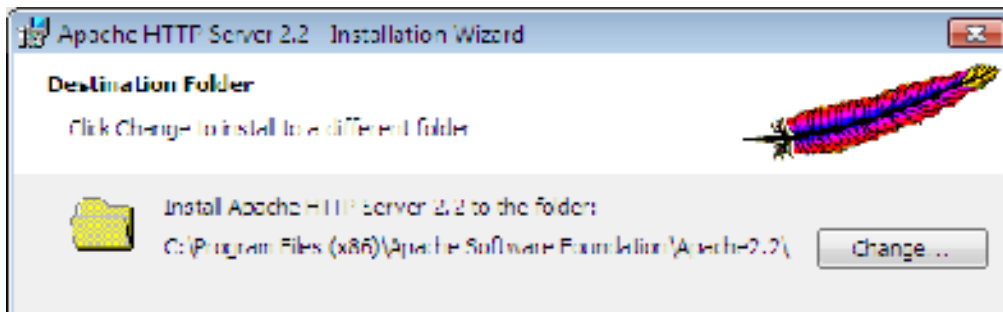 Apache HTTP Server 2.2 Installation Wizard
Destination Folder
Click Change to install to a different folder
Install Apache HTTP Server 2.2 to the folder:
C:\Program Files (x86)\Apache Software Foundation\Apache2.2\
Change...